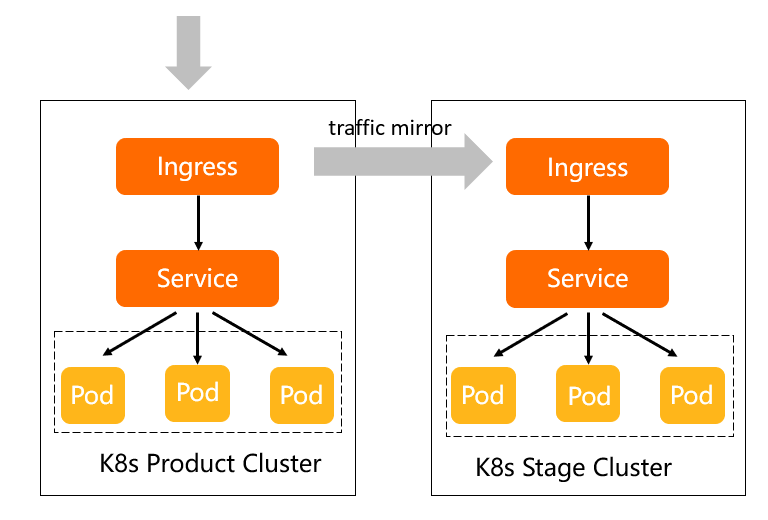 traffic mirror
Ingress
Ingress
Service
Service
Pod
Pod
Pod
Pod
Pod
Pod
K8s Product Cluster
K8s Stage Cluster